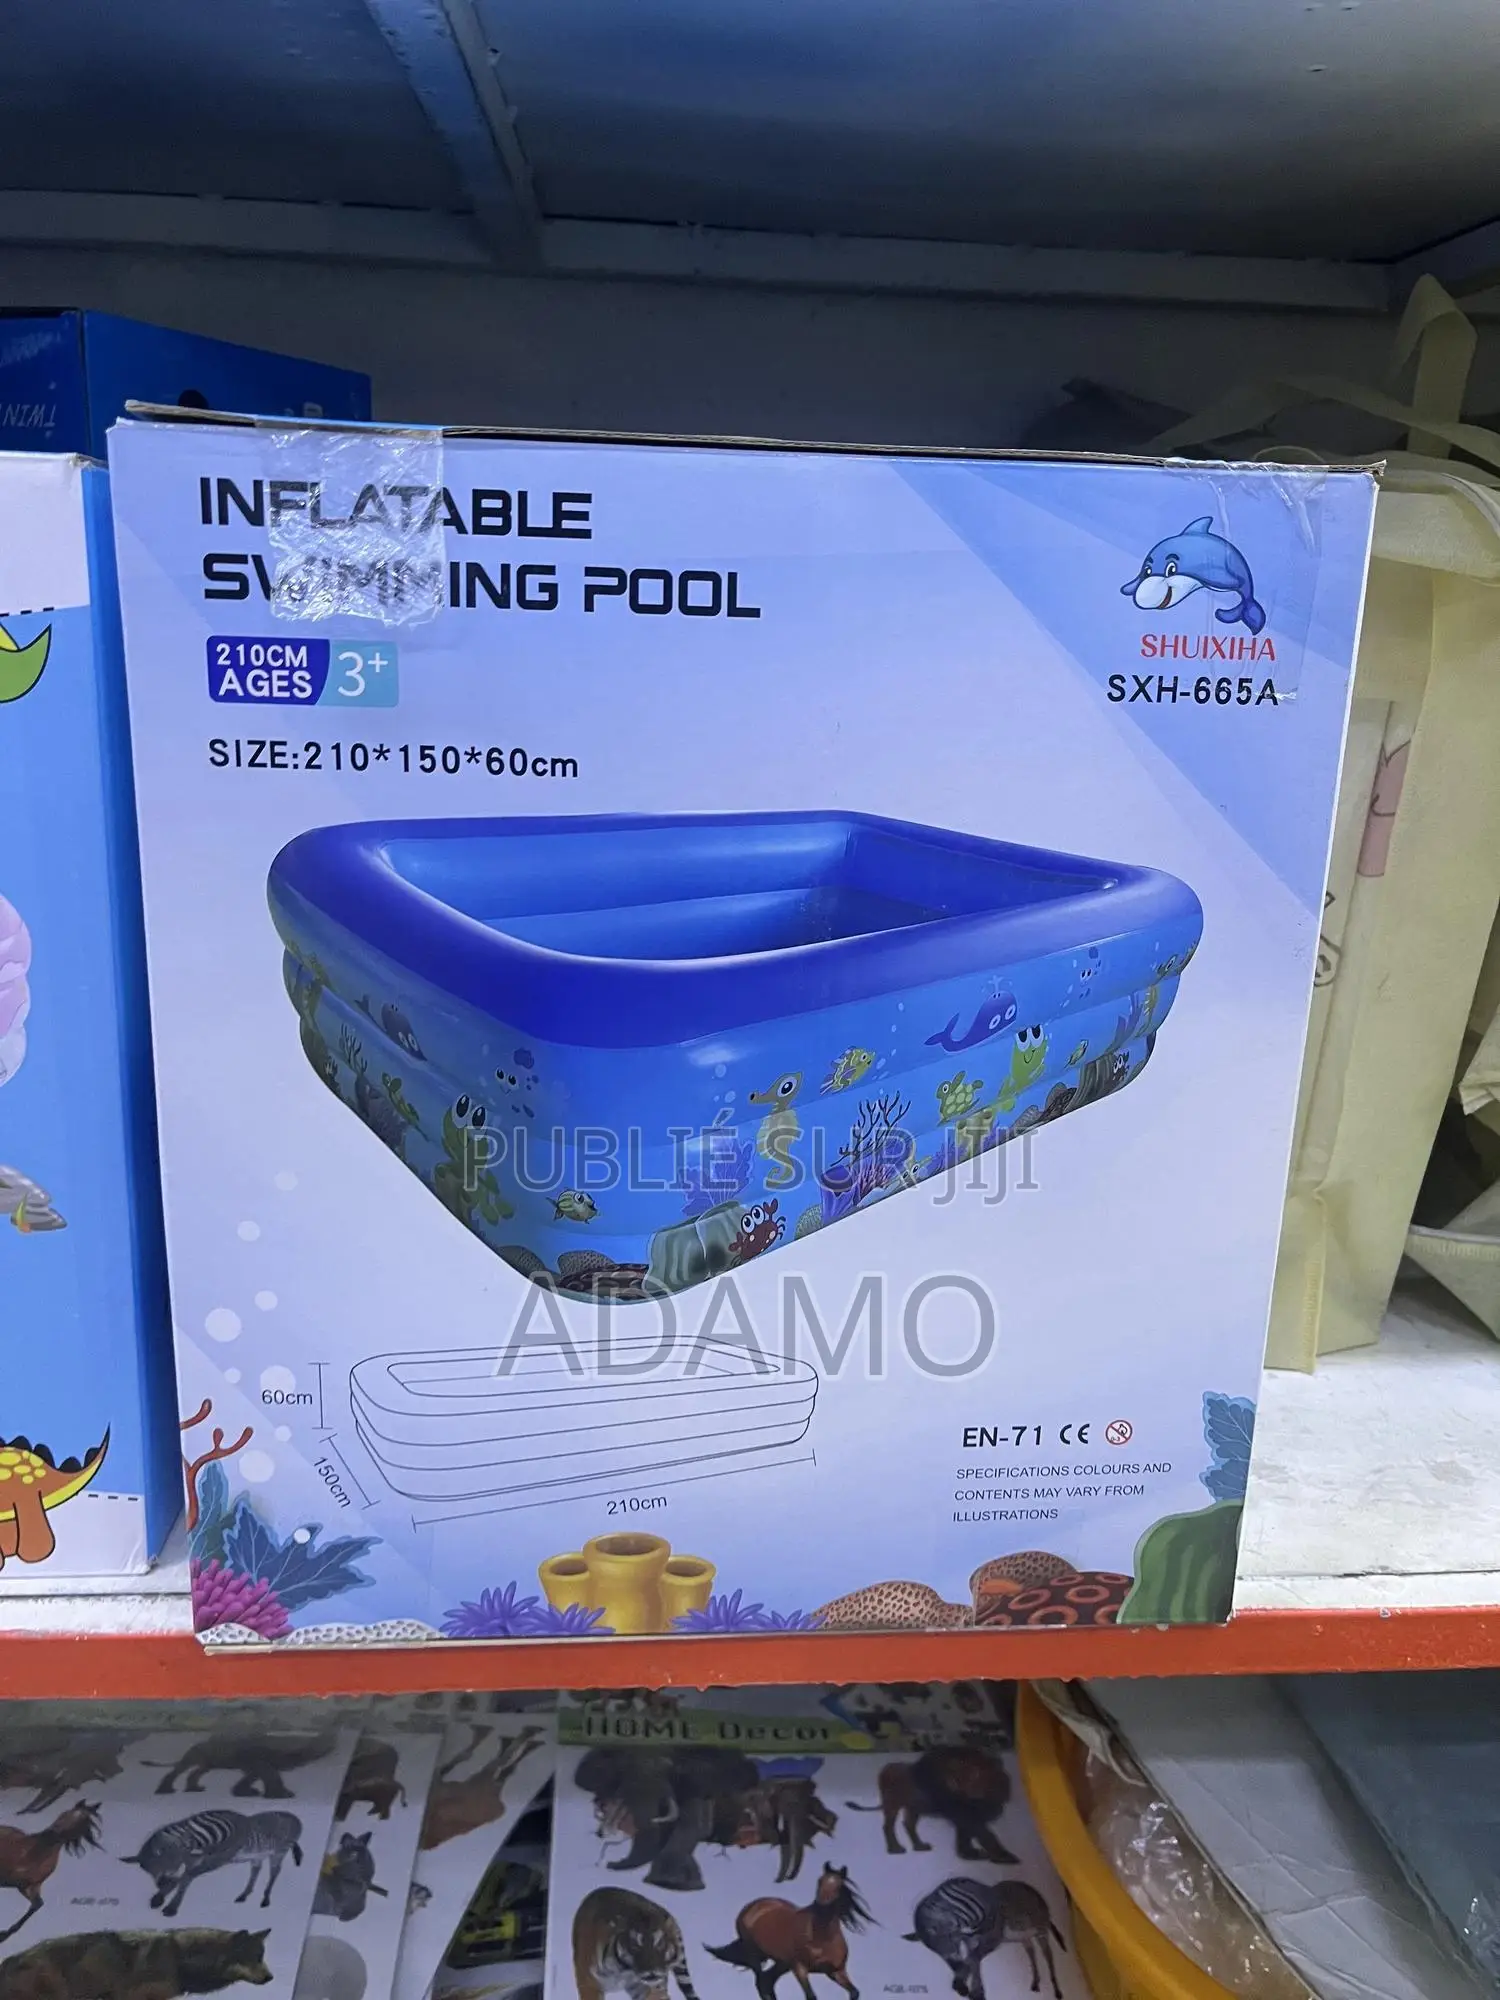 INFLATABLE
SWIMMING POOL
210CM
AGES 3+
SIZE:210*150*60cm
SHUIXIHA
SXH-665A
PUBLIÉ SUR JIJI
ADAMO
60cm
150cm
210cm
EN-71 CE
SPECIFICATIONS COLOURS AND
CONTENTS MAY VARY FROM
ILLUSTRATIONS
TWIN
HOME Decor